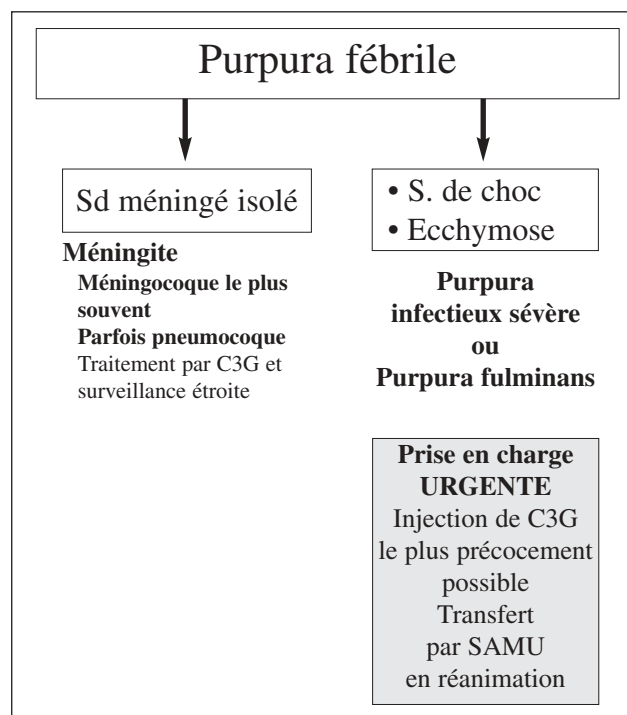 Purpura fébrile
Sd méningé isolé
Méningite
Méningocoque le plus
souvent
Parfois pneumocoque
Traitement par C3G et
surveillance étroite
• S. de choc
• Ecchymose
Purpura
infectieux sévère
ou
Purpura fulminans
Prise en charge
URGENTE
Injection de C3G
le plus précocement
possible
Transfert
par SAMU
en réanimation